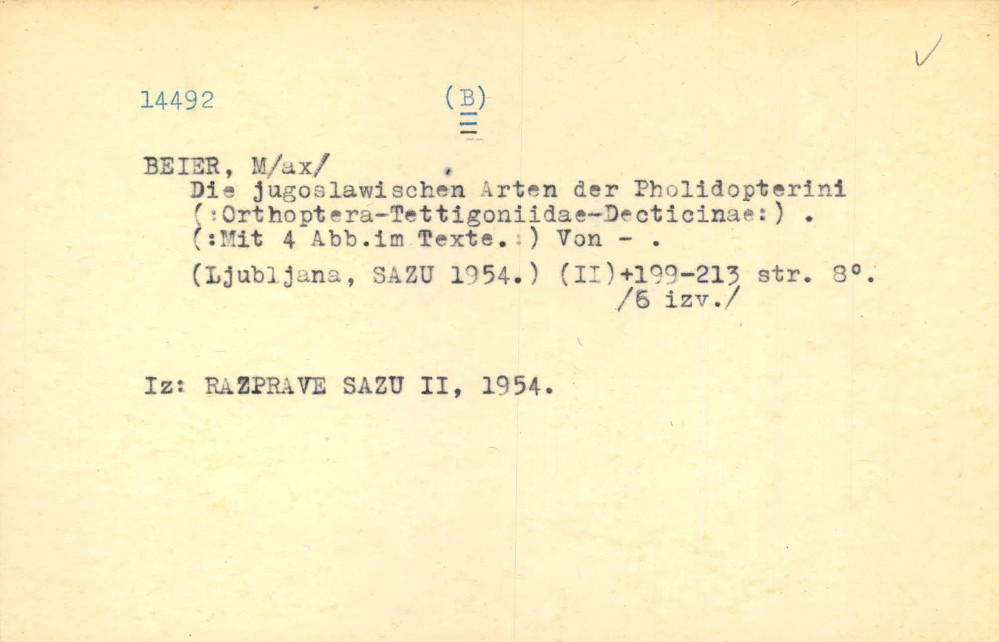 14492 (B)
BEIER, M/ax/
Die jugoslawischen Arten der Pholidopterini
(:Orthoptera-Tettigoniidae-Decticinae:) .
(:Mit 4 Abb.im Texte.:) Von - .
(Ljubljana, SAZU 1954.) (II)+199-213 str. 8°.
/6 izv./
Iz: RAZPRAVE SAZU II, 1954.